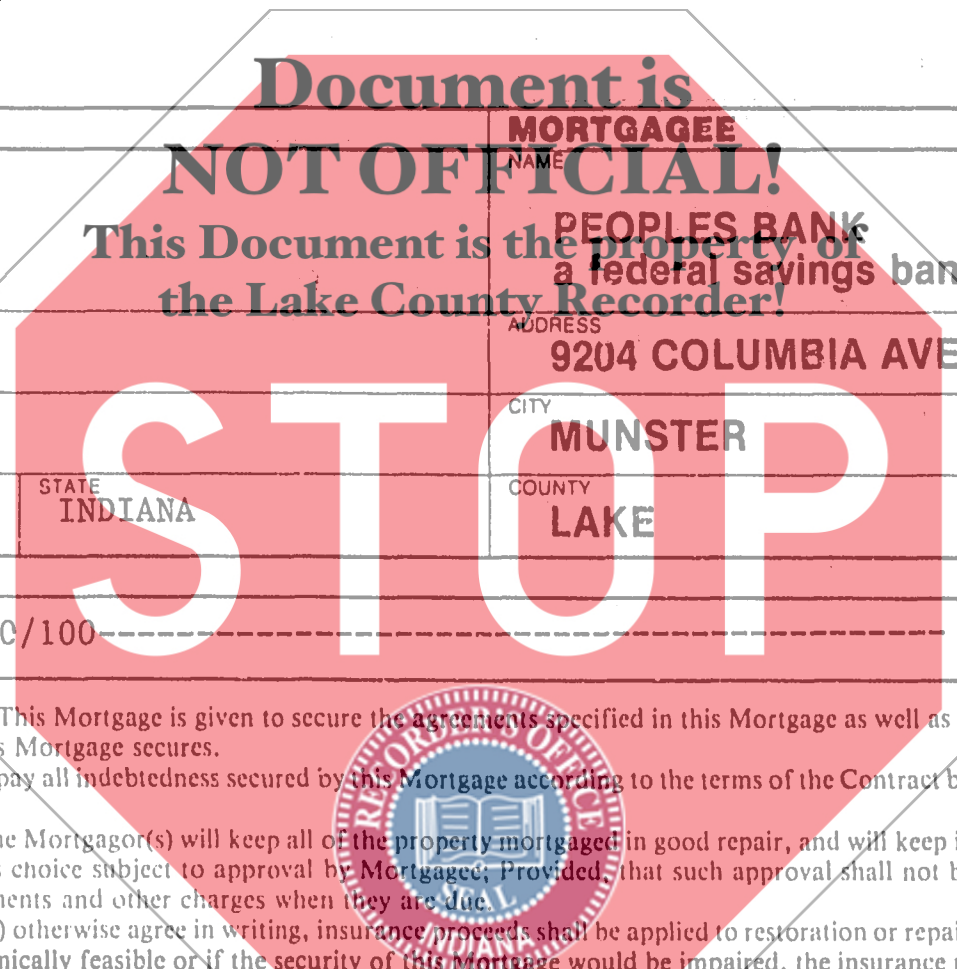 Document is
MORTGAGEE
NOT OFFICIAL!
NAME
PEOPLES BANK
This Document is the property of
a federal savings ban
the Lake County Recorder!
ADDRESS
9204 COLUMBIA AVE
CITY
MUNSTER
STATE
INDIANA
COUNTY
LAKE
STOP
0/100
This Mortgage is given to secure the agreements specified in this Mortgage as well as
s Mortgage secures.
pay all indebtedness secured by this Mortgage according to the terms of the Contract b
ne Mortgagor(s) will keep all of the property mortgaged in good repair, and will keep i
s choice subject to approval by Mortgagee; Provided, that such approval shall not b
nents and other charges when they are due.
) otherwise agree in writing, insurance proceeds shall be applied to restoration or repai
nically feasible or if the security of this Mortgage would be impaired, the insurance
RECORDER'S OFFICE
SEAL
INDIANA